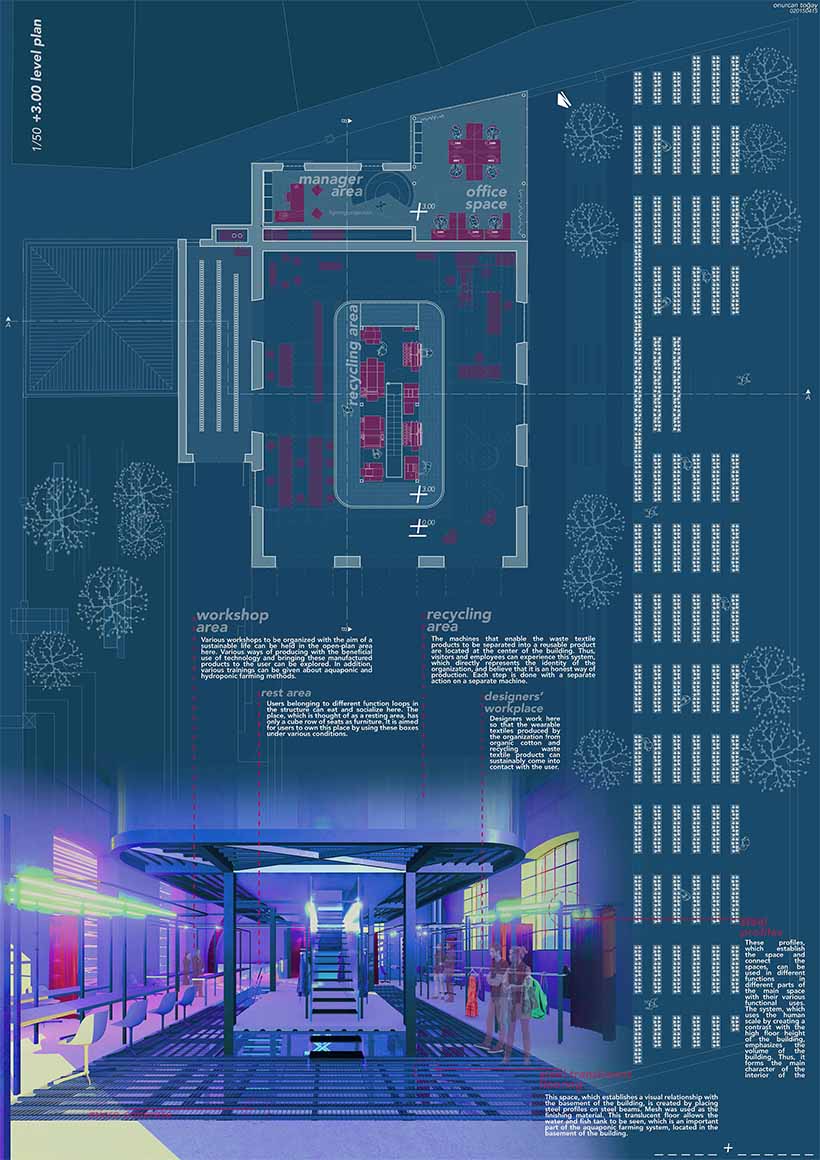 onurcan toğay
020150415
1/50 +3.00 level plan
B
manager
area
office
space
3.00
recycling area
A
A
3.00
0.00
B
workshop
area
Various workshops to be organized with the aim of a
sustainable life can be held in the open-plan area
here. Various ways of producing with the beneficial
use of technology and bringing these manufactured
products to the user can be explored. In addition,
various trainings can be given about aquaponic and
hydroponic farming methods.
recycling
area
The machines that enable the waste textile
products to be separated into a reusable product
are located at the center of the building. Thus,
visitors and employees can experience this system,
which directly represents the identity of the
organization, and believe that it is an honest way of
production. Each step is done with a separate
action on a separate machine.
rest area
Users belonging to different function loops in
the structure can eat and socialize here. The
place, which is thought of as a resting area, has
only a cube row of seats as furniture. It is aimed
for users to own this place by using these boxes
under various conditions.
designers'
workplace
Designers work here
so that the wearable
textiles produced by
the organization from
organic cotton and
recycling waste
textile products can
sustainably come into
contact with the user.
steel
profiles
These profiles,
which establish
the space and
connect the
spaces, can be
used in different
functions in
different parts of
the main space
with their various
functional uses.
The system, which
uses the human
scale by creating a
contrast with the
high floor height
of the building,
emphasizes the
volume of the
building. Thus, it
forms the main
character of the
interior of the
This space, which establishes a visual relationship with
the basement of the building, is created by placing
steel profiles on steel beams. Mesh was used as the
finishing material. This translucent floor allows the
water and fish tank to be seen, which is an important
part of the aquaponic farming system, located in the
basement of the building.